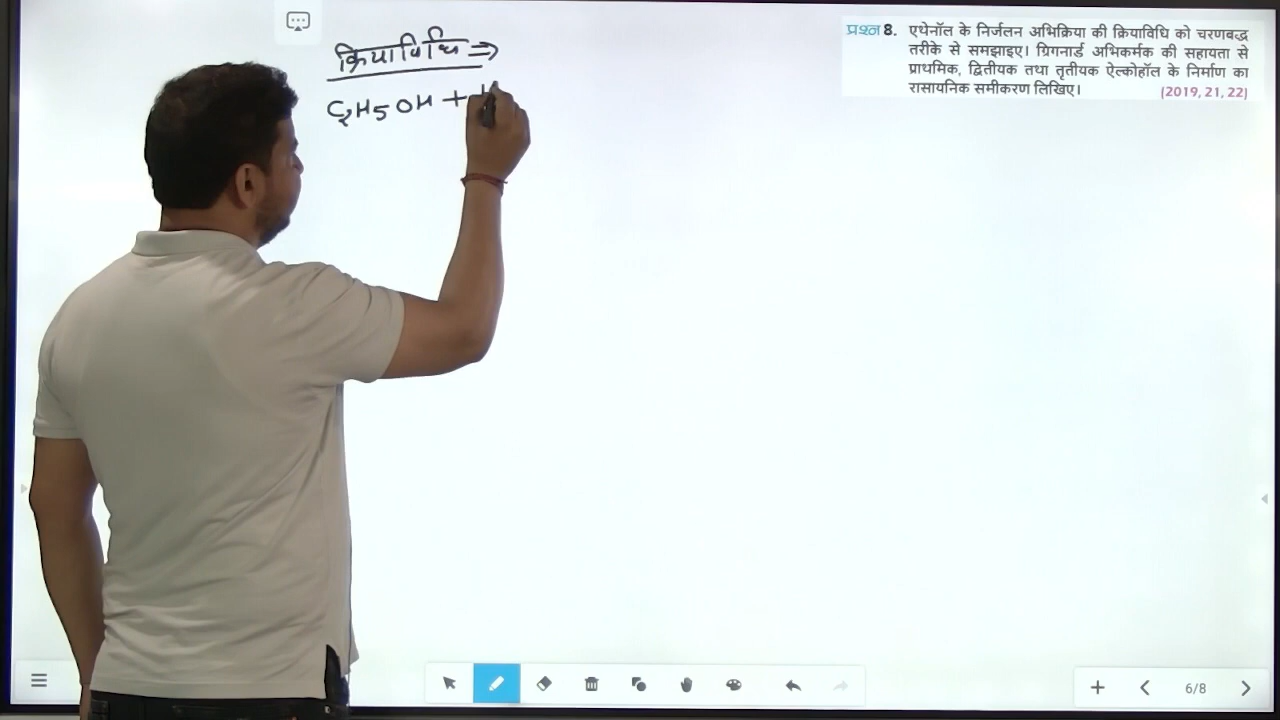 क्रियाविधि ⇒
C₂H₅OH +
प्रश्न 8. एथेनॉल के निर्जलन अभिक्रिया की क्रियाविधि को चरणबद्ध
तरीके से समझाइए। ग्रिगनार्ड अभिकर्मक की सहायता से
प्राथमिक, द्वितीयक तथा तृतीयक ऐल्कोहॉल के निर्माण का
रासायनिक समीकरण लिखिए। (2019, 21, 22)
6/8